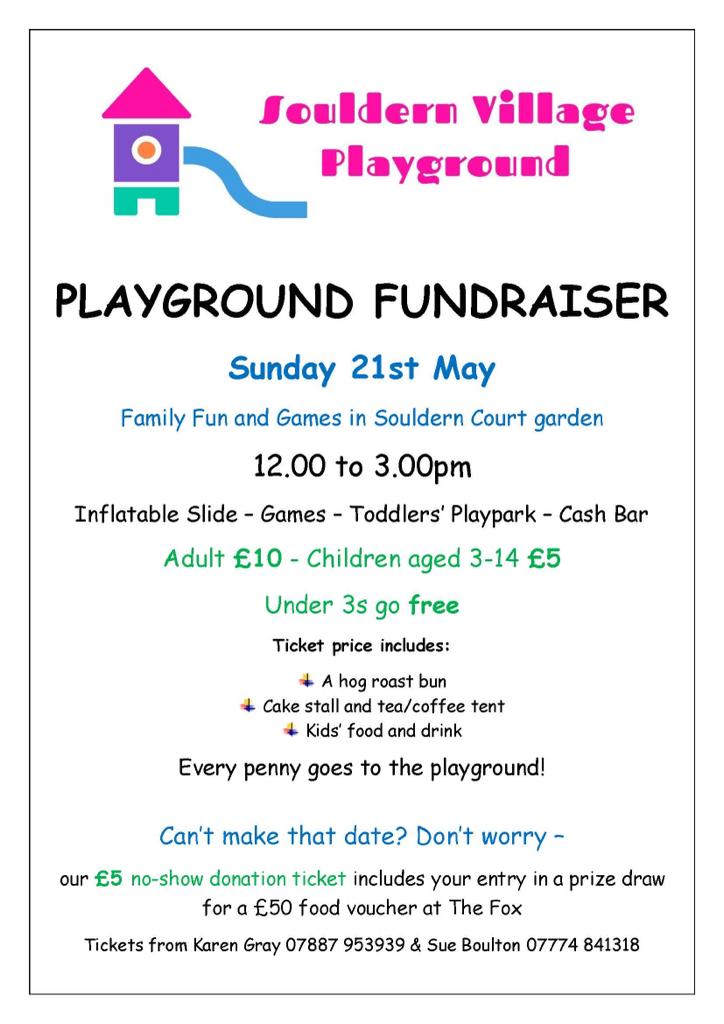 Souldern Village
Playground
PLAYGROUND FUNDRAISER
Sunday 21st May
Family Fun and Games in Souldern Court garden
12.00 to 3.00pm
Inflatable Slide – Games – Toddlers’ Playpark – Cash Bar
Adult £10 - Children aged 3-14 £5
Under 3s go free
Ticket price includes:
A hog roast bun
Cake stall and tea/coffee tent
Kids’ food and drink
Every penny goes to the playground!
Can’t make that date? Don’t worry –
our £5 no-show donation ticket includes your entry in a prize draw
for a £50 food voucher at The Fox
Tickets from Karen Gray 07887 953939 & Sue Boulton 07774 841318